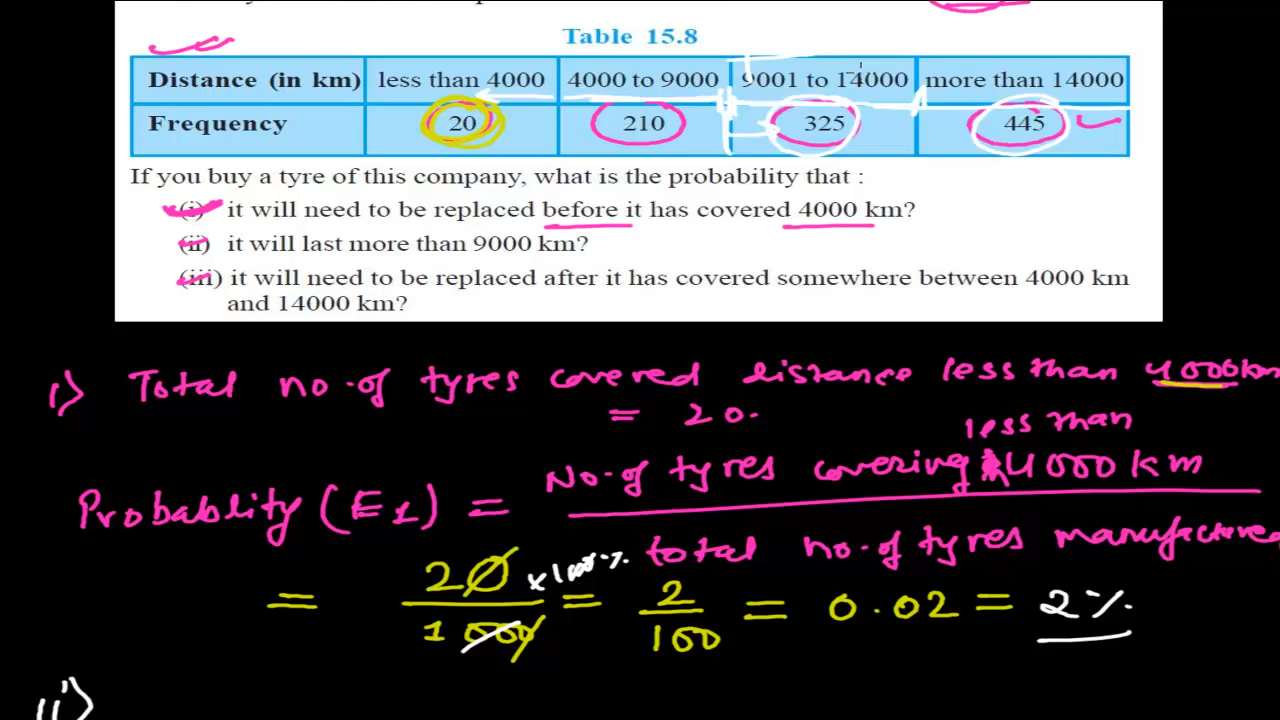 Table 15.8
Distance (in km) less than 4000 4000 to 9000 9001 to 14000 more than 14000
Frequency 20 210 325 445
If you buy a tyre of this company, what is the probability that :
(i) it will need to be replaced before it has covered 4000 km?
(ii) it will last more than 9000 km?
(iii) it will need to be replaced after it has covered somewhere between 4000 km
and 14000 km?
1) Total no.of tyres covered distance less than 4000km
= 20.
less than
No.of tyres covering 4000 km
Probablity (E1) =
total no.of tyres manufactured
= 20/1000 x100% = 2/100 = 0.02 = 2%
ii)